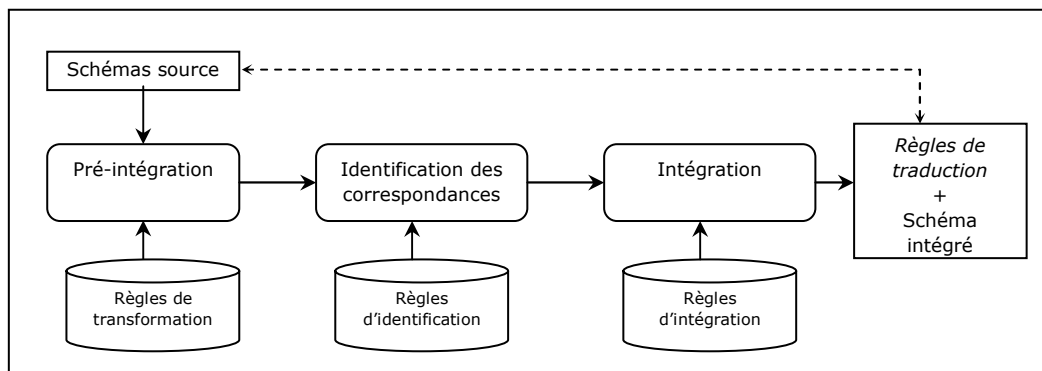 Schémas source
Pré-intégration
Identification des
correspondances
Intégration
Règles de
traduction
+
Schéma
intégré
Règles de
transformation
Règles
d’identification
Règles
d’intégration